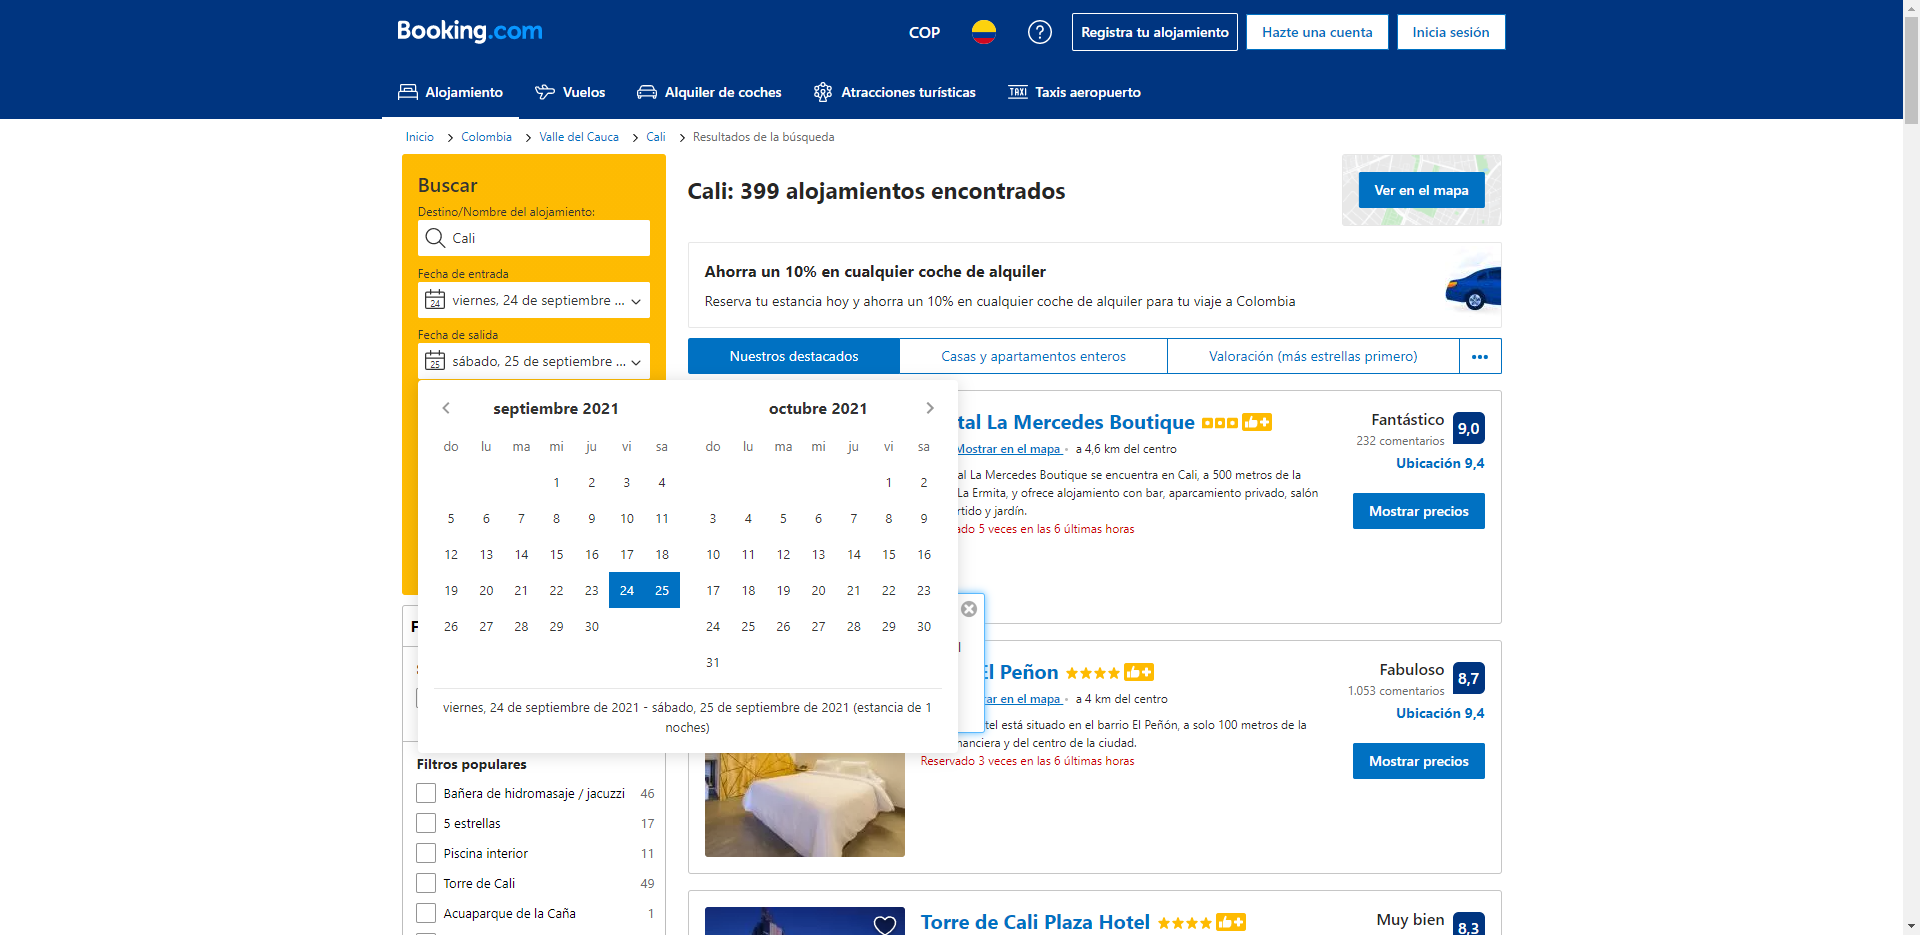 Booking.com
COP
Registra tu alojamiento
Hazte una cuenta
Inicia sesión
Alojamiento
Vuelos
Alquiler de coches
Atracciones turísticas
TAXI
Taxis aeropuerto
Inicio
Colombia
Valle del Cauca
Cali
Resultados de la búsqueda
Buscar
Destino/Nombre del alojamiento:
Cali
Fecha de entrada
24
viernes, 24 de septiembre ...
Fecha de salida
25
sábado, 25 de septiembre ...
septiembre 2021
do lu ma mi ju vi sa
1 2 3 4
5 6 7 8 9 10 11
12 13 14 15 16 17 18
19 20 21 22 23 24 25
26 27 28 29 30
octubre 2021
do lu ma mi ju vi sa
1 2
3 4 5 6 7 8 9
10 11 12 13 14 15 16
17 18 19 20 21 22 23
24 25 26 27 28 29 30
31
viernes, 24 de septiembre de 2021 - sábado, 25 de septiembre de 2021 (estancia de 1
noches)
Filtros populares
Bañera de hidromasaje / jacuzzi 46
5 estrellas 17
Piscina interior 11
Torre de Cali 49
Acuaparque de la Caña 1
Cali: 399 alojamientos encontrados
Ver en el mapa
Ahorra un 10% en cualquier coche de alquiler
Reserva tu estancia hoy y ahorra un 10% en cualquier coche de alquiler para tu viaje a Colombia
Nuestros destacados
Casas y apartamentos enteros
Valoración (más estrellas primero)
tal La Mercedes Boutique
Mostrar en el mapa
a 4,6 km del centro
al La Mercedes Boutique se encuentra en Cali, a 500 metros de la
La Ermita, y ofrece alojamiento con bar, aparcamiento privado, salón
rtido y jardín.
ado 5 veces en las 6 últimas horas
Fantástico
232 comentarios
9,0
Ubicación 9,4
Mostrar precios
El Peñon
rar en el mapa
a 4 km del centro
tel está situado en el barrio El Peñón, a solo 100 metros de la
nanciera y del centro de la ciudad.
Reservado 3 veces en las 6 últimas horas
Fabuloso
1.053 comentarios
8,7
Ubicación 9,4
Mostrar precios
Torre de Cali Plaza Hotel
Muy bien
8,3